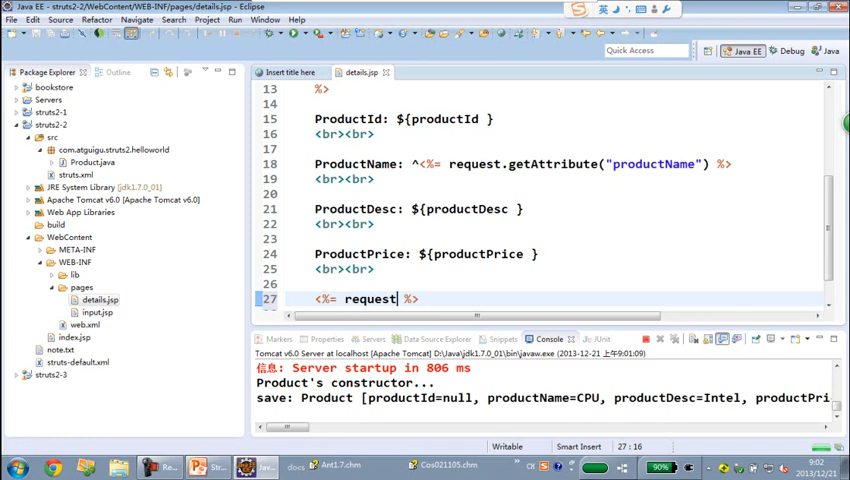 Java EE - struts2-2/WebContent/WEB-INF/pages/details.jsp - Eclipse
英
File Edit Source Refactor Navigate Search Project Run Window Help
Quick Access
Java EE Debug Java
Package Explorer Outline
Insert title here details.jsp
bookstore
Servers
struts2-1
struts2-2
src
com.atguigu.struts2.helloworld
Product.java
struts.xml
JRE System Library [jdk1.7.0_01]
Apache Tomcat v6.0 [Apache Tomcat v6.0]
Web App Libraries
build
WebContent
META-INF
WEB-INF
lib
pages
details.jsp
input.jsp
web.xml
index.jsp
note.txt
struts-default.xml
struts2-3
13 %>
14
15 ProductId: ${productId }
16 <br><br>
17
18 ProductName: ^<%= request.getAttribute("productName") %>
19 <br><br>
20
21 ProductDesc: ${productDesc }
22 <br><br>
23
24 ProductPrice: ${productPrice }
25 <br><br>
26
27 <%= request %>
Markers Properties Servers Data Source Explorer Snippets Console JUnit
Tomcat v6.0 Server at localhost [Apache Tomcat] D:\Java\jdk1.7.0_01\bin\javaw.exe (2013-12-21 上午9:01:09)
信息: Server startup in 806 ms
Product's constructor...
save: Product [productId=null, productName=CPU, productDesc=Intel, productPri
Writable Smart Insert 27 : 16
Re... Str... Jav... docs Ant1.7.chm Cos021105.chm CH 90% 9:02
2013/12/21